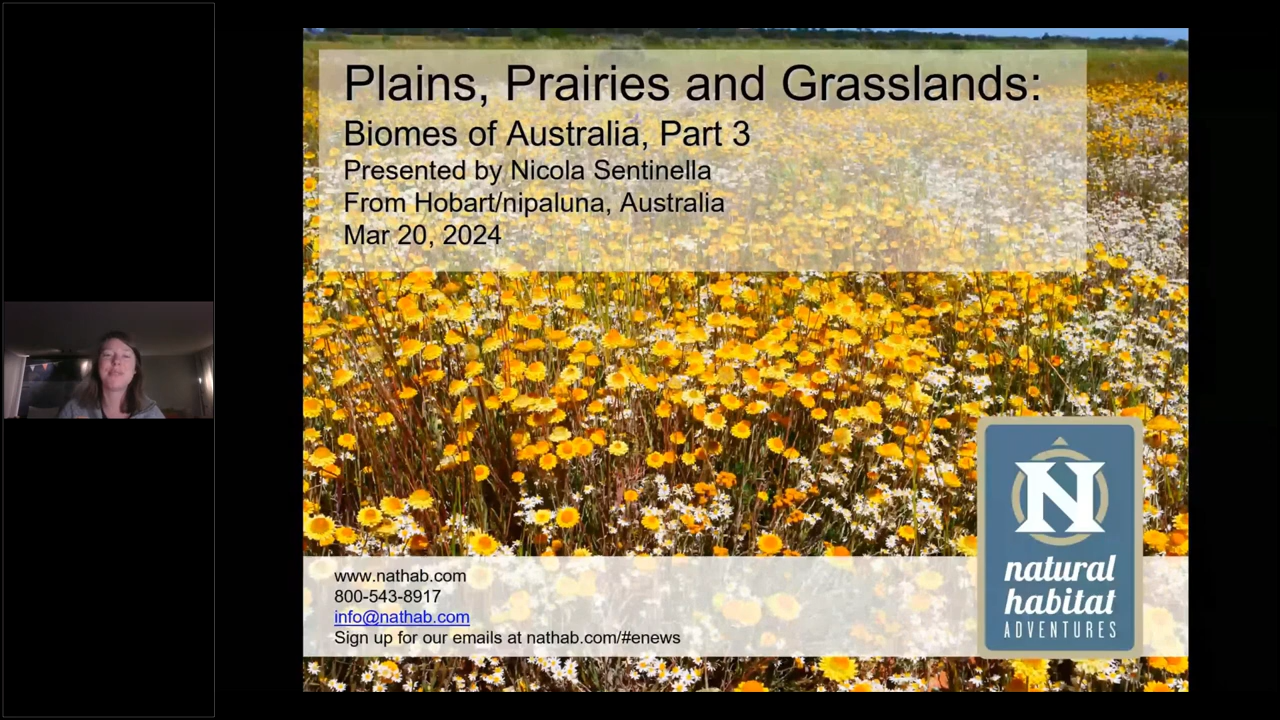 Plains, Prairies and Grasslands:
Biomes of Australia, Part 3
Presented by Nicola Sentinella
From Hobart/nipaluna, Australia
Mar 20, 2024
www.nathab.com
800-543-8917
info@nathab.com
Sign up for our emails at nathab.com/#enews
N
natural
habitat
ADVENTURES